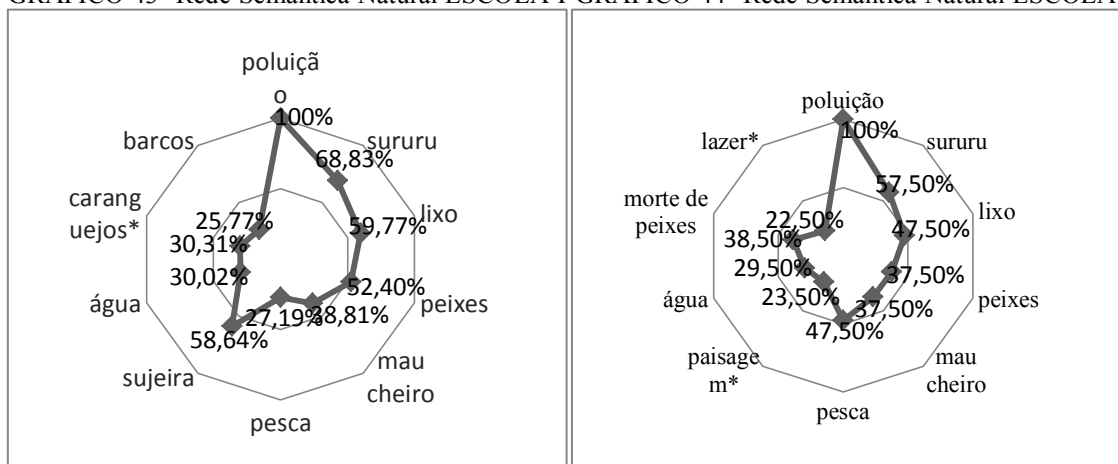 GRÁFICO 43- Rede Semântica Natural ESCOLA 1 GRÁFICO 44- Rede Semântica Natural ESCOLA
poluiçã
o
100%
sururu
68,83%
lixo
59,77%
peixes
52,40%
mau
cheiro
38,81%
pesca
27,19%
sujeira
58,64%
água
30,02%
carang
uejos*
30,31%
barcos
25,77%
poluição
100%
sururu
57,50%
lixo
47,50%
peixes
37,50%
mau
cheiro
37,50%
pesca
47,50%
paisage
m*
23,50%
água
29,50%
morte de
peixes
38,50%
lazer*
22,50%